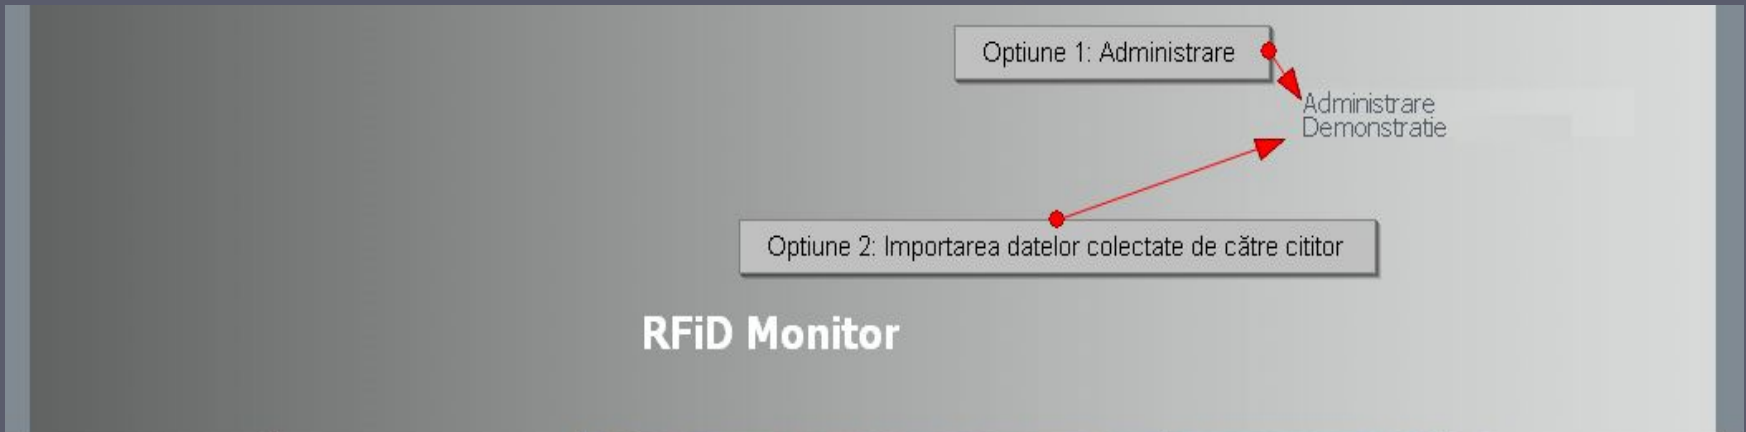 Optiune 1: Administrare
Administrare
Demonstratie
Optiune 2: Importarea datelor colectate de către cititor
RFiD Monitor